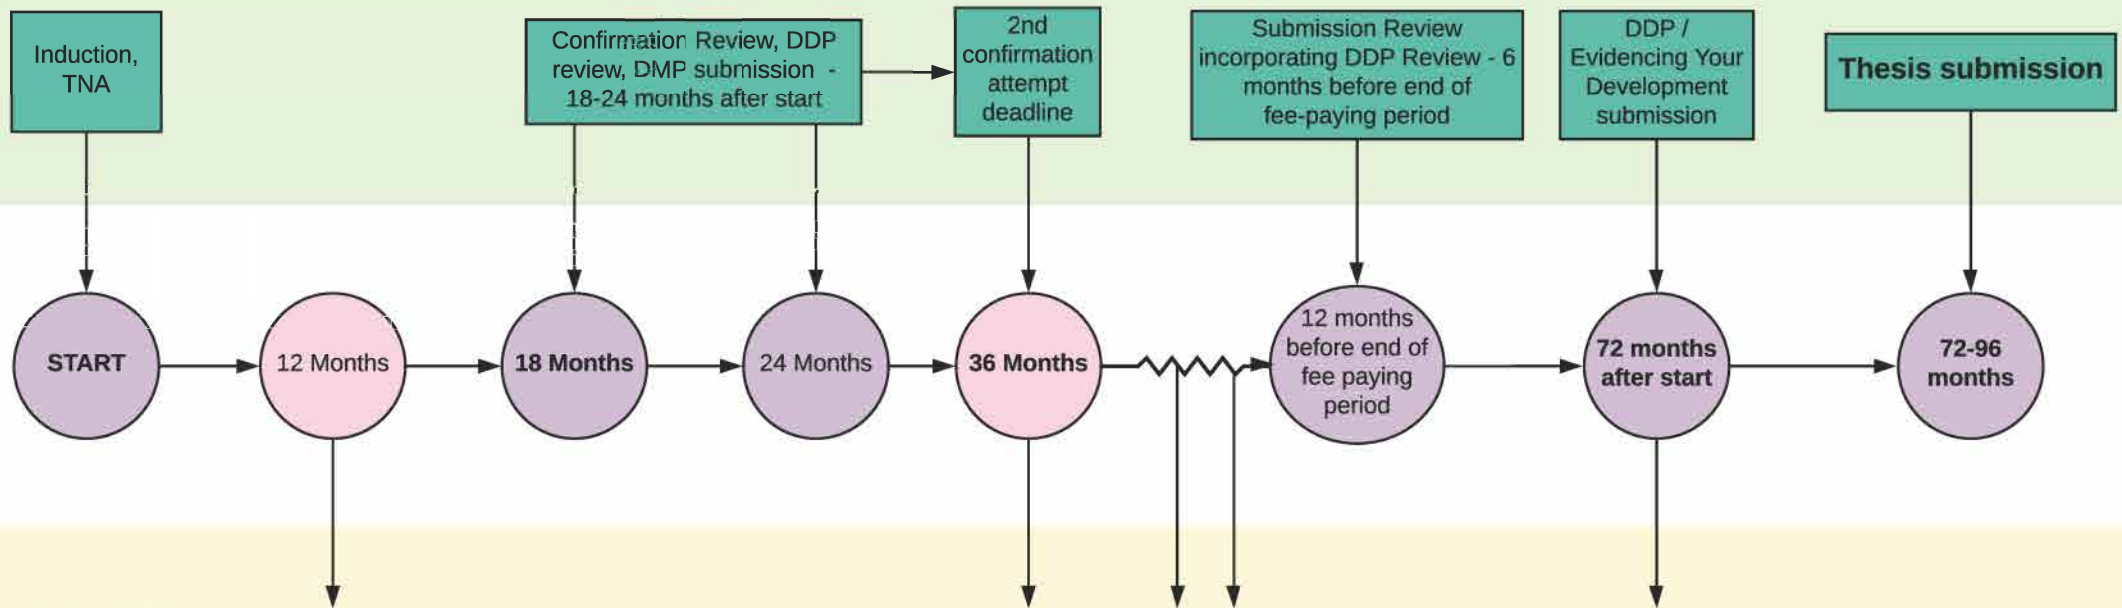 Induction,
TNA
Confirmation Review, DDP
review, DMP submission -
18-24 months after start
2nd
confirmation
attempt
deadline
Submission Review
incorporating DDP Review - 6
months before end of
fee-paying period
DDP /
Evidencing Your
Development
submission
Thesis submission
START
12 Months
18 Months
24 Months
36 Months
12 months
before end of
fee paying
period
72 months
after start
72-96
months